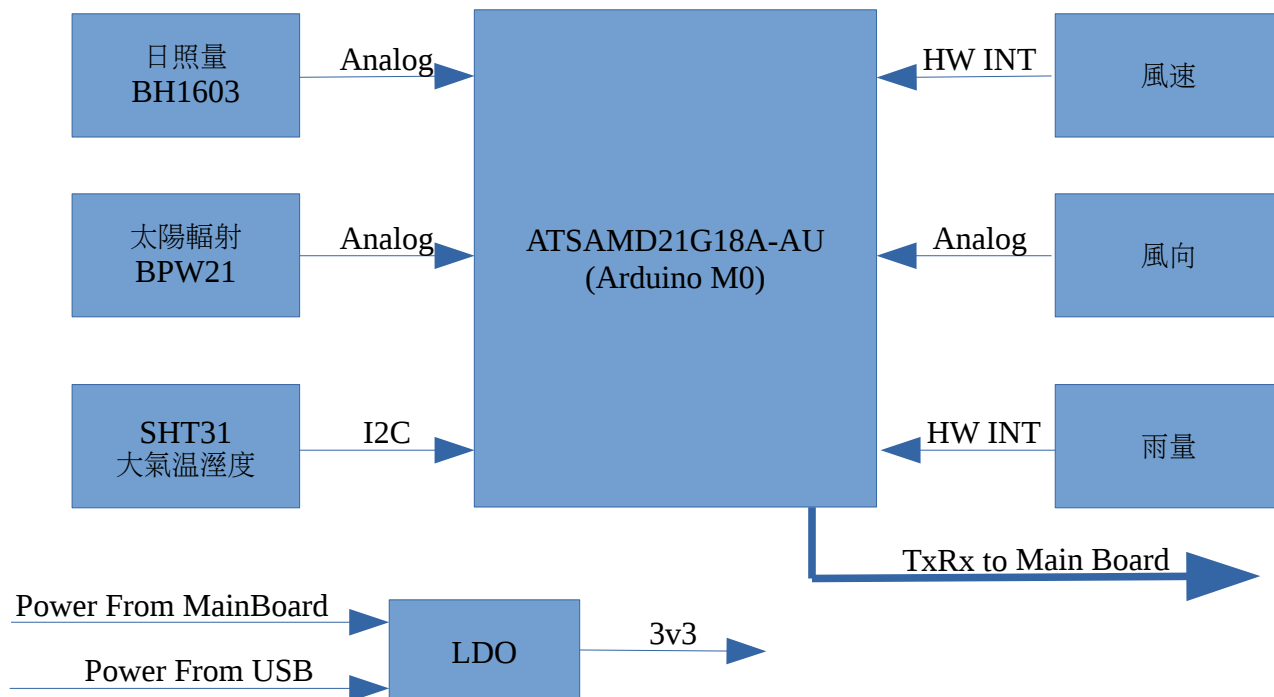 日照量
BH1603
Analog
HW INT
風速
太陽輻射
BPW21
Analog
ATSAMD21G18A-AU
(Arduino M0)
Analog
風向
SHT31
大氣温溼度
I2C
HW INT
雨量
TxRx to Main Board
Power From MainBoard
Power From USB
LDO
3v3